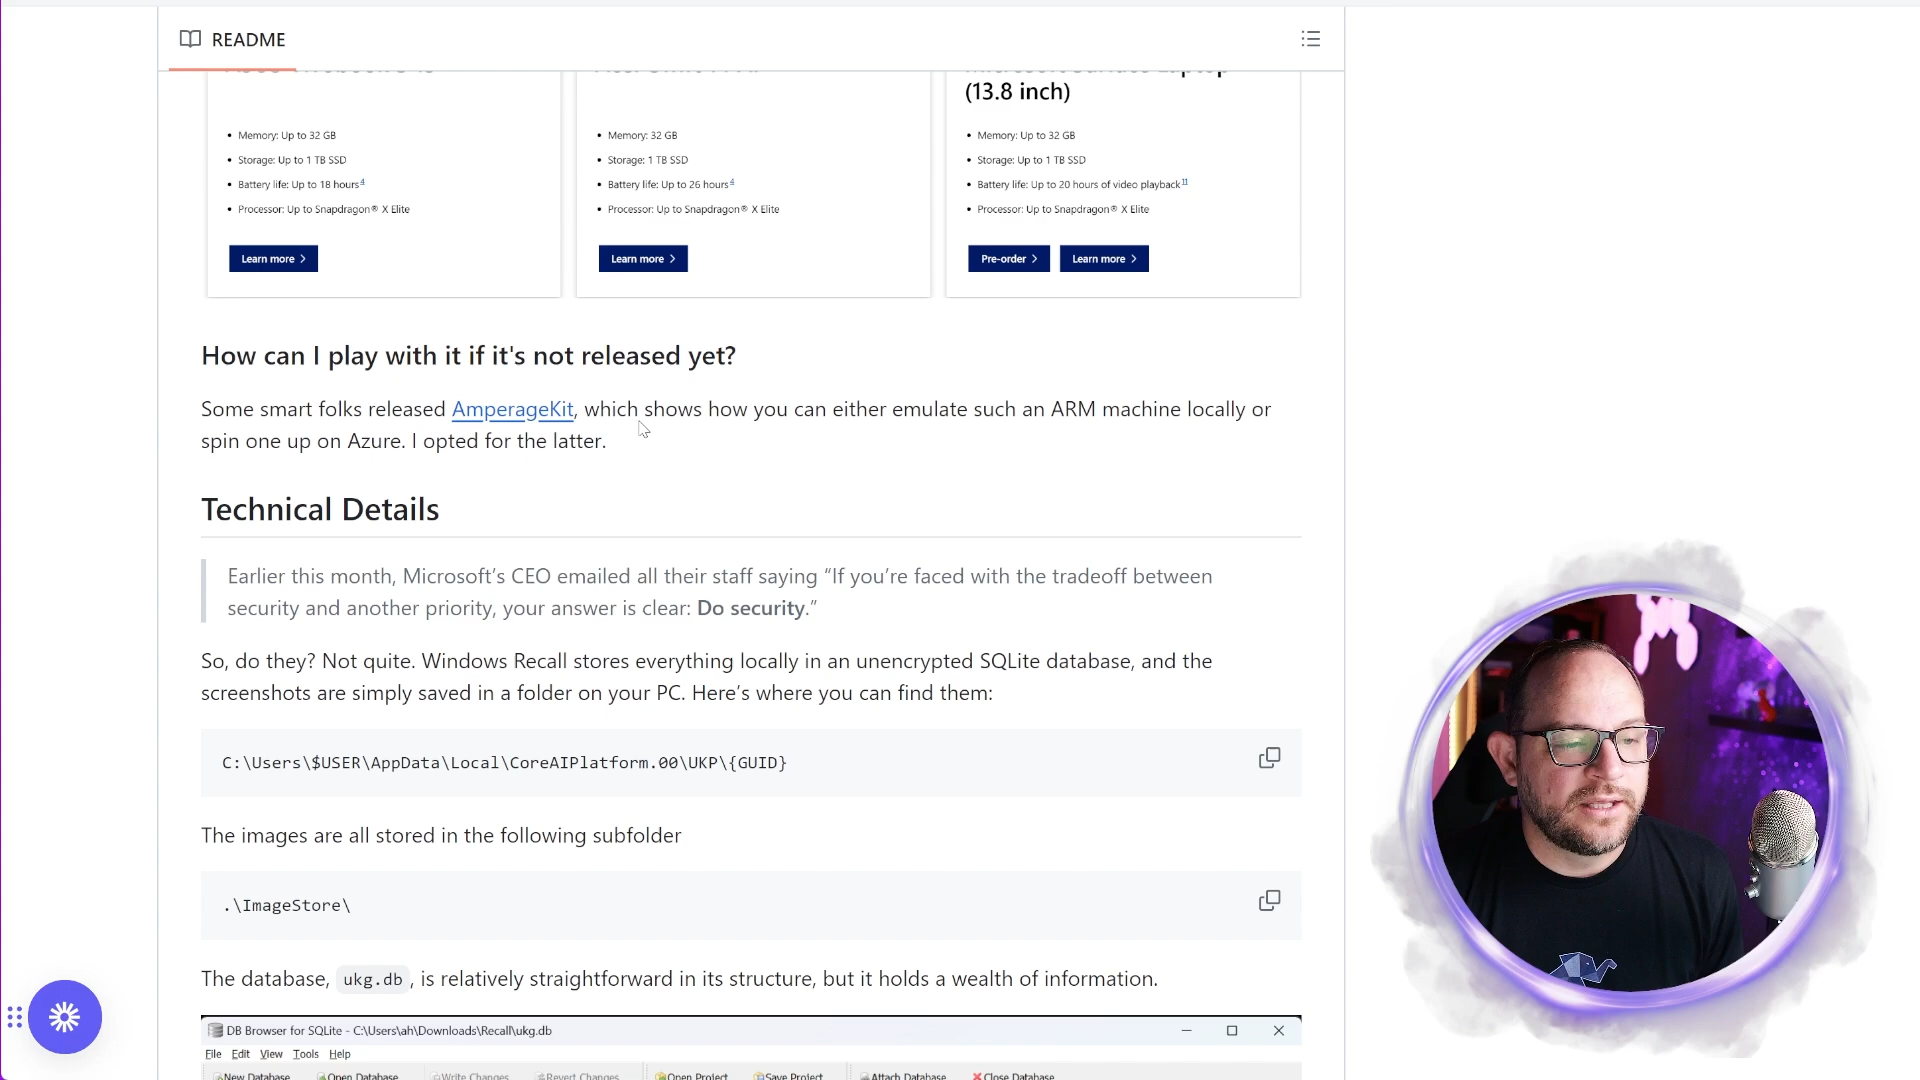 README
(13.8 inch)
• Memory: Up to 32 GB
• Storage: Up to 1 TB SSD
• Battery life: Up to 18 hours 4
• Processor: Up to Snapdragon® X Elite
Learn more >
• Memory: 32 GB
• Storage: 1 TB SSD
• Battery life: Up to 26 hours 4
• Processor: Up to Snapdragon® X Elite
Learn more >
• Memory: Up to 32 GB
• Storage: Up to 1 TB SSD
• Battery life: Up to 20 hours of video playback 11
• Processor: Up to Snapdragon® X Elite
Pre-order > Learn more >
How can I play with it if it's not released yet?
Some smart folks released AmperageKit, which shows how you can either emulate such an ARM machine locally or
spin one up on Azure. I opted for the latter.
Technical Details
Earlier this month, Microsoft’s CEO emailed all their staff saying “If you’re faced with the tradeoff between
security and another priority, your answer is clear: Do security.”
So, do they? Not quite. Windows Recall stores everything locally in an unencrypted SQLite database, and the
screenshots are simply saved in a folder on your PC. Here’s where you can find them:
C:\Users\$USER\AppData\Local\CoreAIPlatform.00\UKP\{GUID}
The images are all stored in the following subfolder
.\ImageStore\
The database, ukg.db, is relatively straightforward in its structure, but it holds a wealth of information.
DB Browser for SQLite - C:\Users\ah\Downloads\Recall\ukg.db
File Edit View Tools Help
New Database Open Database Write Changes Revert Changes Open Project Save Project Attach Database Close Database